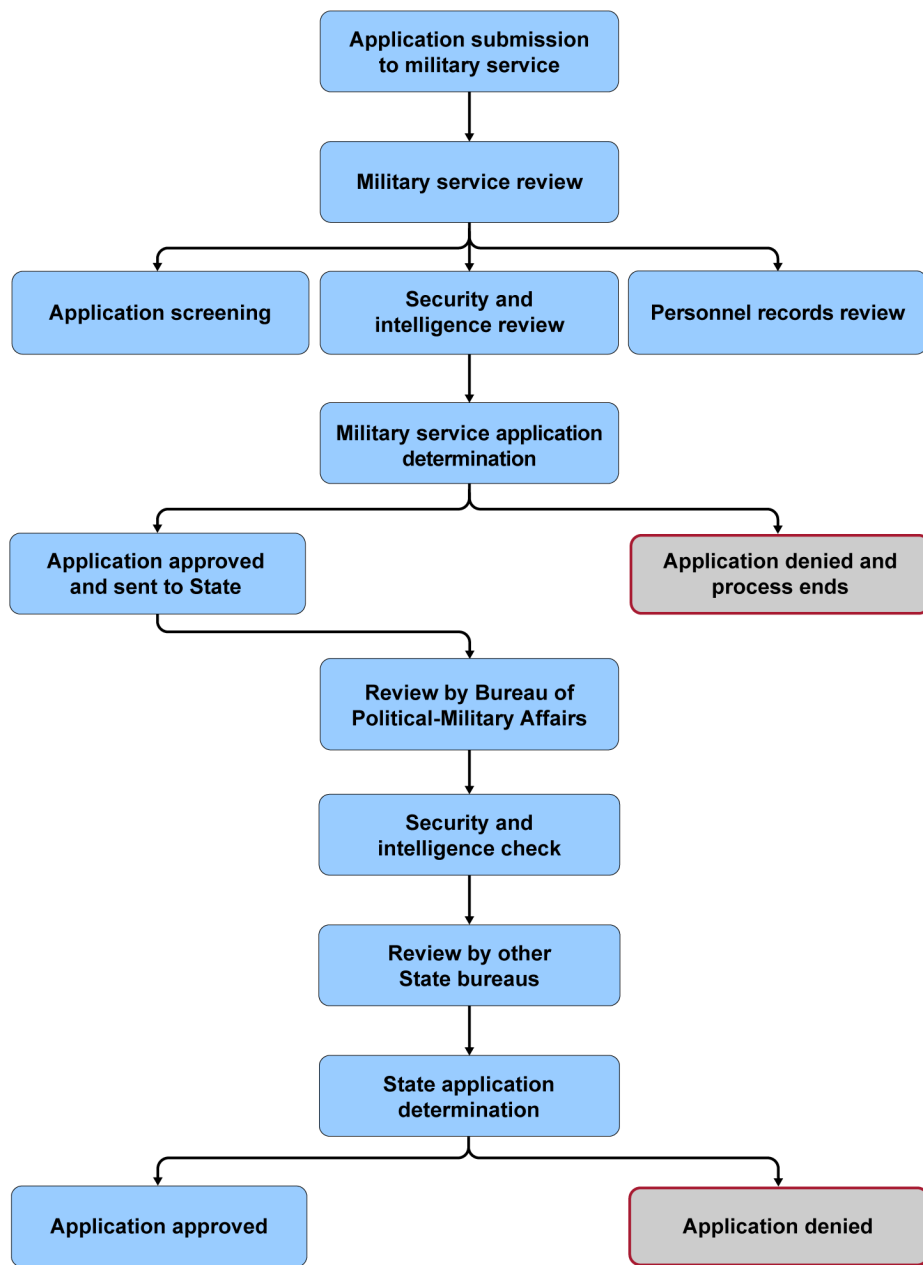 Application submission
to military service
Military service review
Application screening
Security and
intelligence review
Personnel records review
Military service application
determination
Application approved
and sent to State
Application denied and
process ends
Review by Bureau of
Political-Military Affairs
Security and
intelligence check
Review by other
State bureaus
State application
determination
Application approved
Application denied